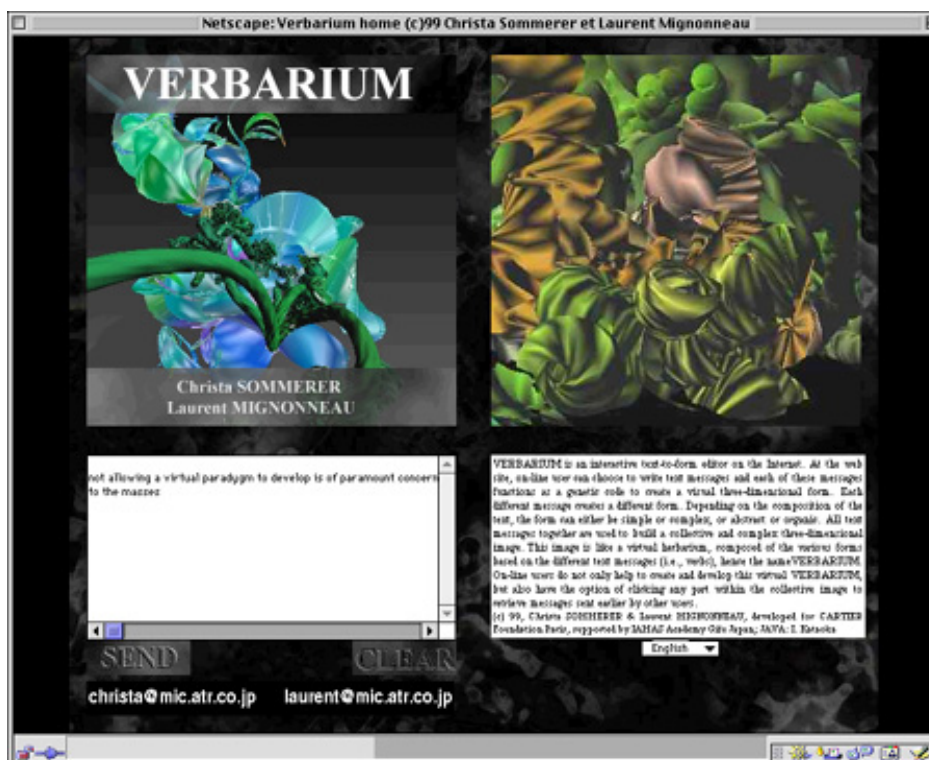 Netscape: Verbarium home (c)99 Christa Sommerer et Laurent Mignonneau
VERBARIUM
Christa SOMMERER
Laurent MIGNONNEAU
not allowing a virtual paradygm to develop is of paramount concern
to the masses
SEND
CLEAR
christa@mic.atr.co.jp
laurent@mic.atr.co.jp
VERBARIUM is an interactive text-to-form editor on the Internet. At the web
site, on-line user can choose to write text messages and each of these messages
functions as a genetic code to create a visual three-dimensional form. Each
different message creates a different form. Depending on the composition of the
text, the form can either be simple or complex, or abstract or organic. All text
messages together are used to build a collective and complex three-dimensional
image. This image is like a virtual herbarium, composed of the various forms
based on the different text messages (i.e., verbs), hence the nameVERBARIUM.
On-line users do not only help to create and develop this virtual VERBARIUM,
but also have the option of clicking any part within the collective image to
retrieve messages sent earlier by other users.
(c) 99, Christa SOMMERER & Laurent MIGNONNEAU, developed for CARTIER
Foundation Paris, supported by IAMAS Academy Gifu Japan; JAVA: I. Kataoka
English